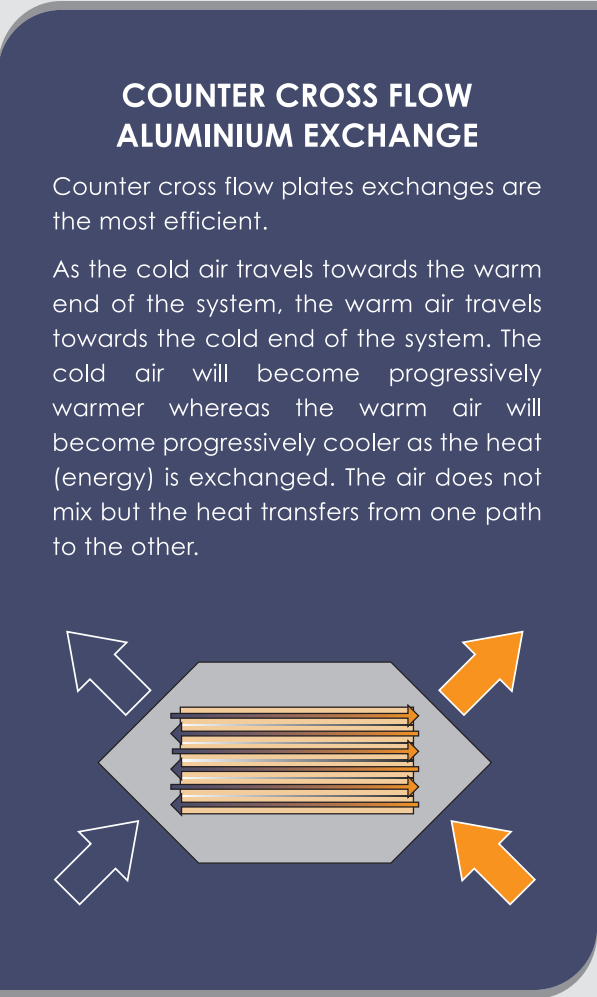 COUNTER CROSS FLOW
ALUMINIUM EXCHANGE
Counter cross flow plates exchanges are
the most efficient.
As the cold air travels towards the warm
end of the system, the warm air travels
towards the cold end of the system. The
cold air will become progressively
warmer whereas the warm air will
become progressively cooler as the heat
(energy) is exchanged. The air does not
mix but the heat transfers from one path
to the other.